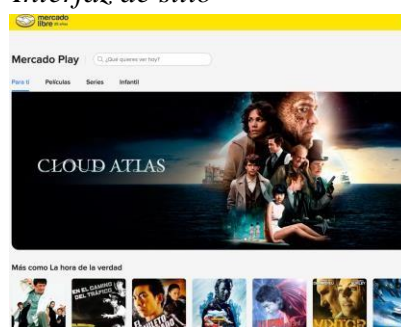 Interfaz de sitio
mercado
libre
Mercado Play
¿Qué quieres ver hoy?
Para ti Películas Series Infantil
CLOUD ATLAS
Más como La hora de la verdad
EN EL CAMINO
DEL TRÁFICO